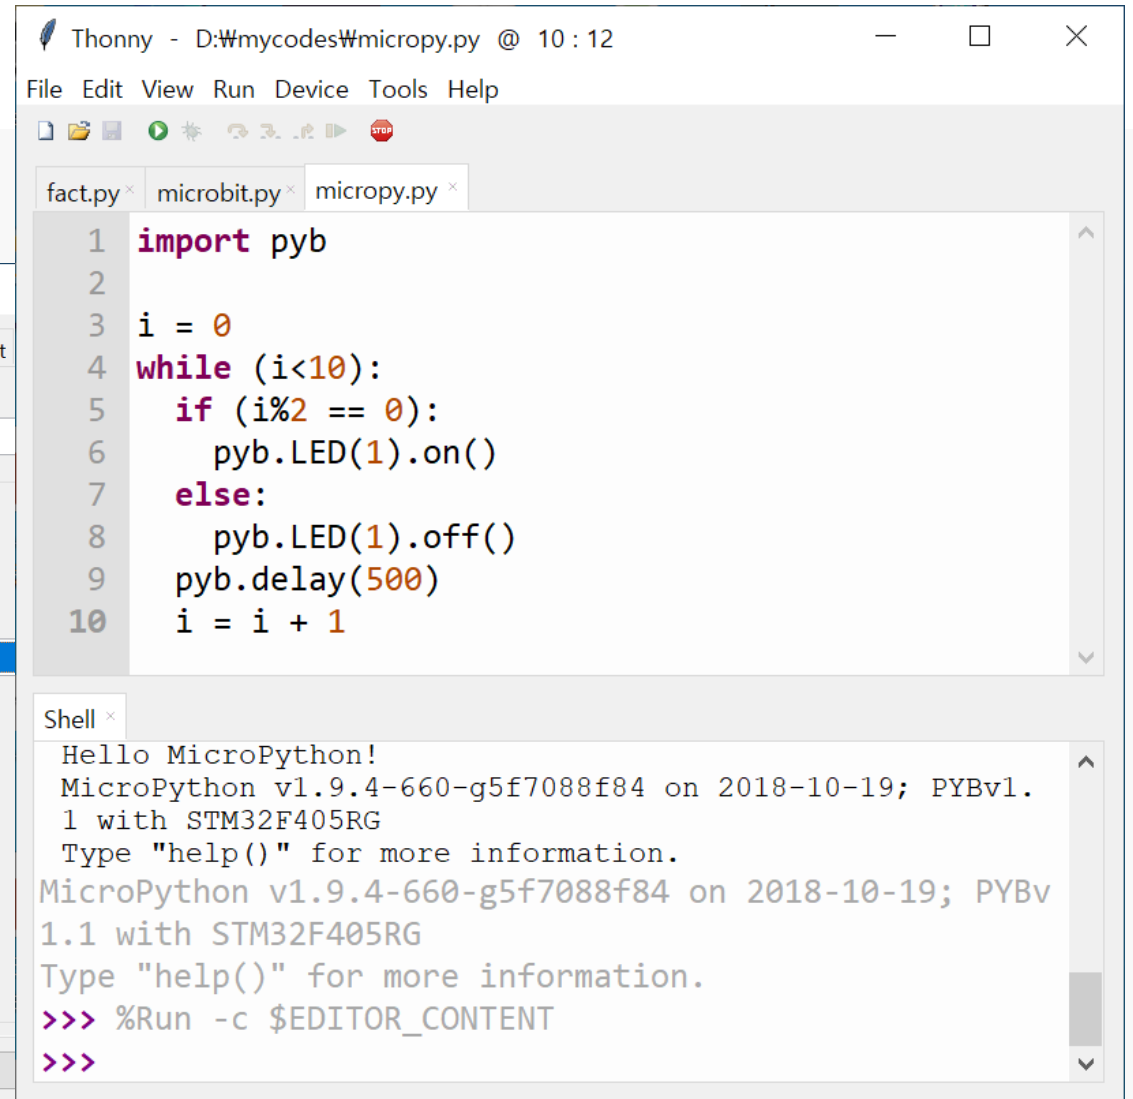 Thonny - D:₩mycodes₩micropy.py @ 10 : 12
File Edit View Run Device Tools Help
STOP
fact.py × microbit.py × micropy.py ×
1 import pyb
2
3 i = 0
4 while (i<10):
5   if (i%2 == 0):
6     pyb.LED(1).on()
7   else:
8     pyb.LED(1).off()
9   pyb.delay(500)
10   i = i + 1
t
Shell ×
Hello MicroPython!
MicroPython v1.9.4-660-g5f7088f84 on 2018-10-19; PYBv1.
1 with STM32F405RG
Type "help()" for more information.
MicroPython v1.9.4-660-g5f7088f84 on 2018-10-19; PYBv
1.1 with STM32F405RG
Type "help()" for more information.
>>> %Run -c $EDITOR_CONTENT
>>>